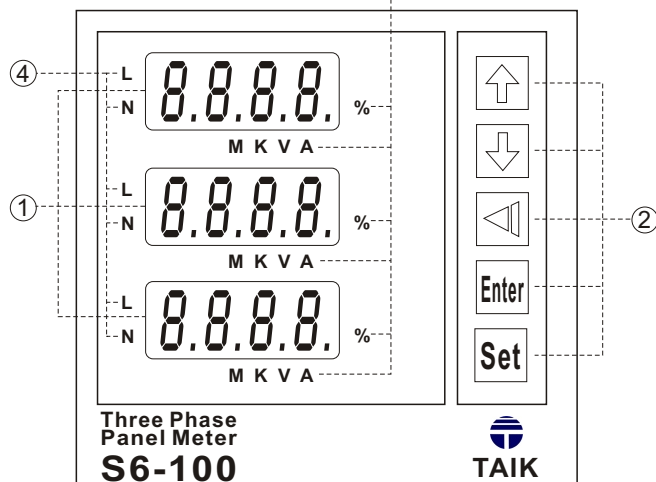 ④
L
8.8.8.8.
N
%
M K V A
①
L
8.8.8.8.
N
%
M K V A
L
8.8.8.8.
N
%
M K V A
②
Enter
Set
Three Phase
Panel Meter
S6-100
TAIK